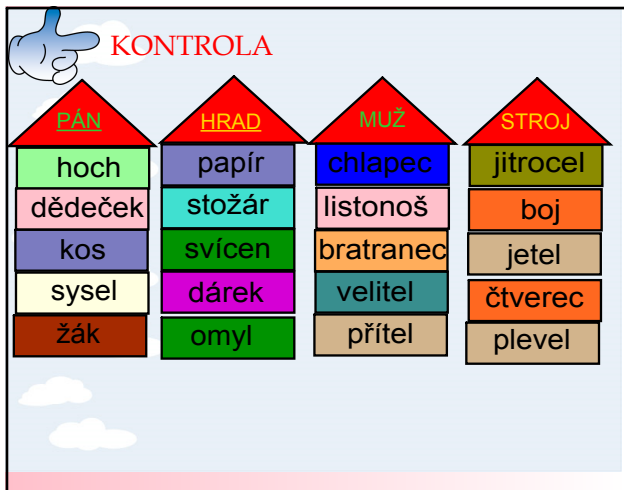 KONTROLA
PÁN HRAD MUŽ STROJ
hoch papír chlapec jitrocel
dědeček stožár listonoš boj
kos svícen bratranec jetel
sysel dárek velitel čtverec
žák omyl přítel plevel